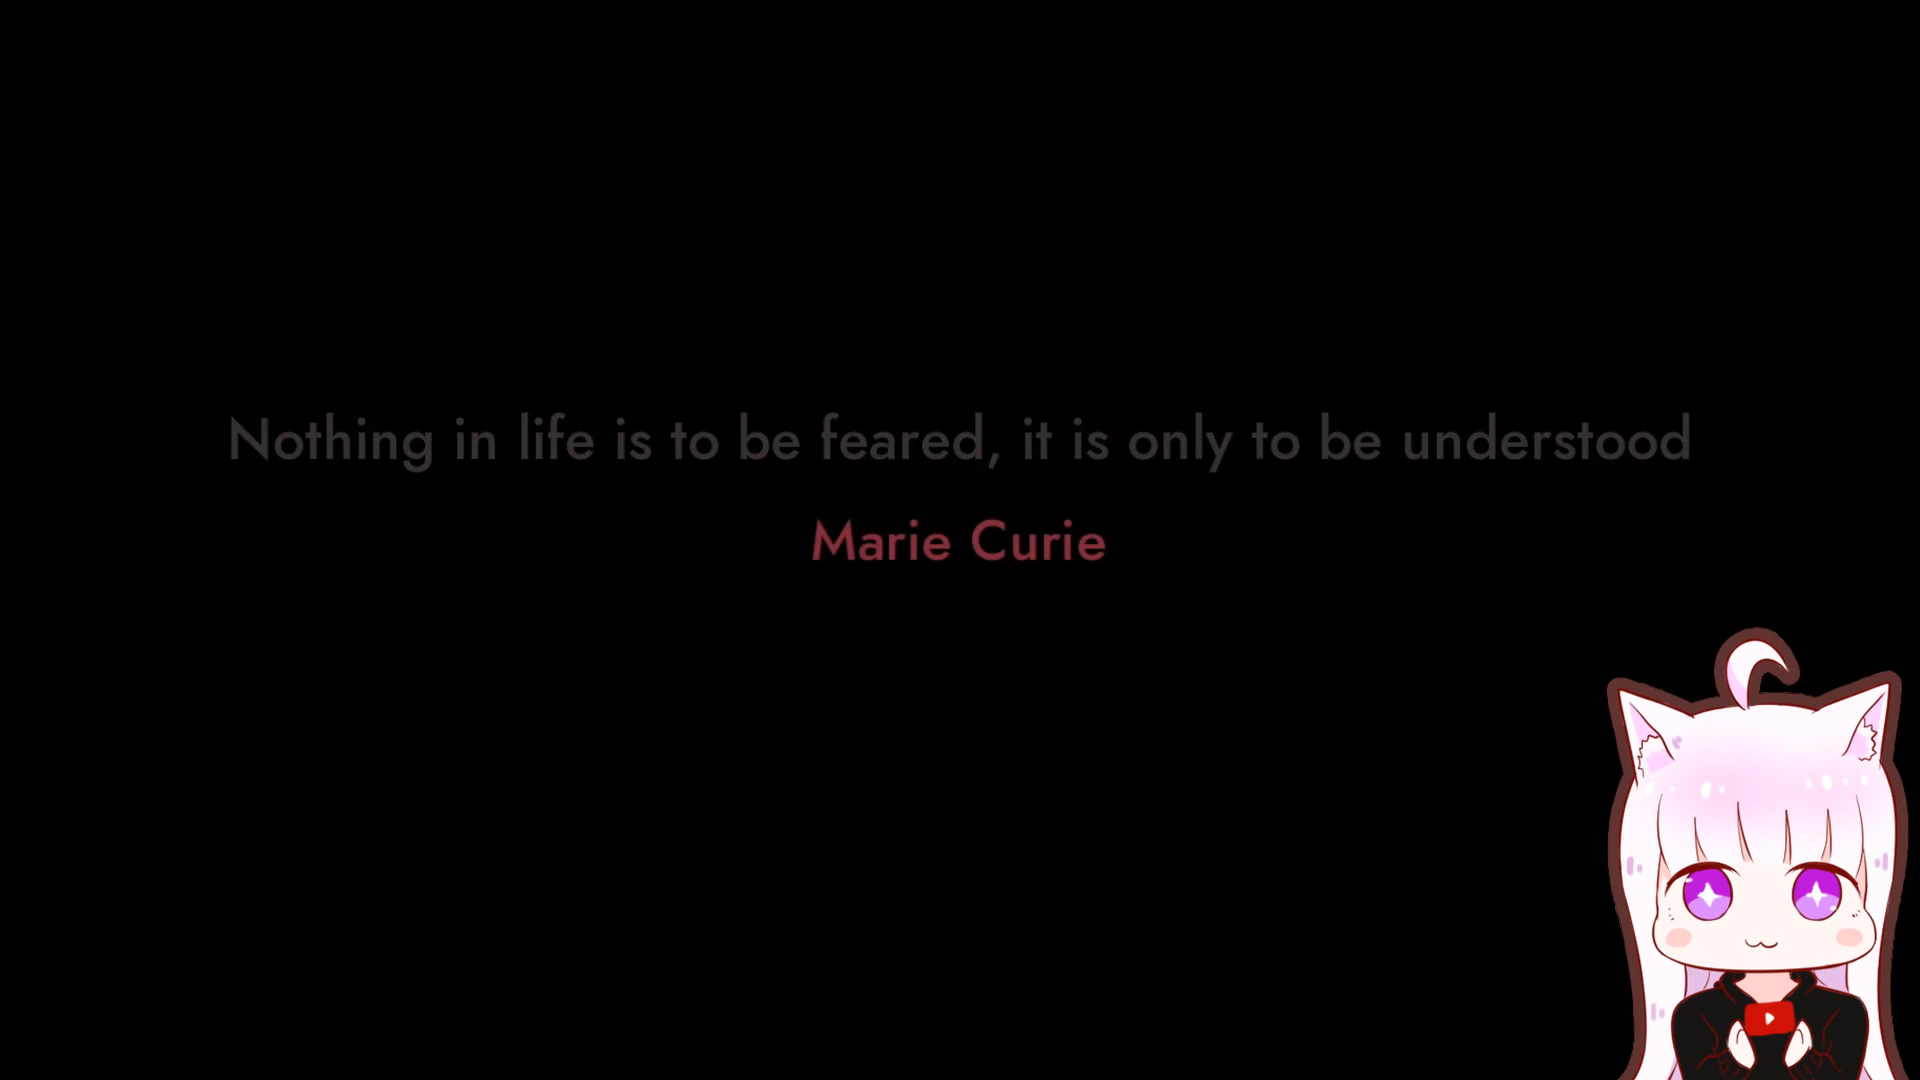 Nothing in life is to be feared, it is only to be understood
Marie Curie